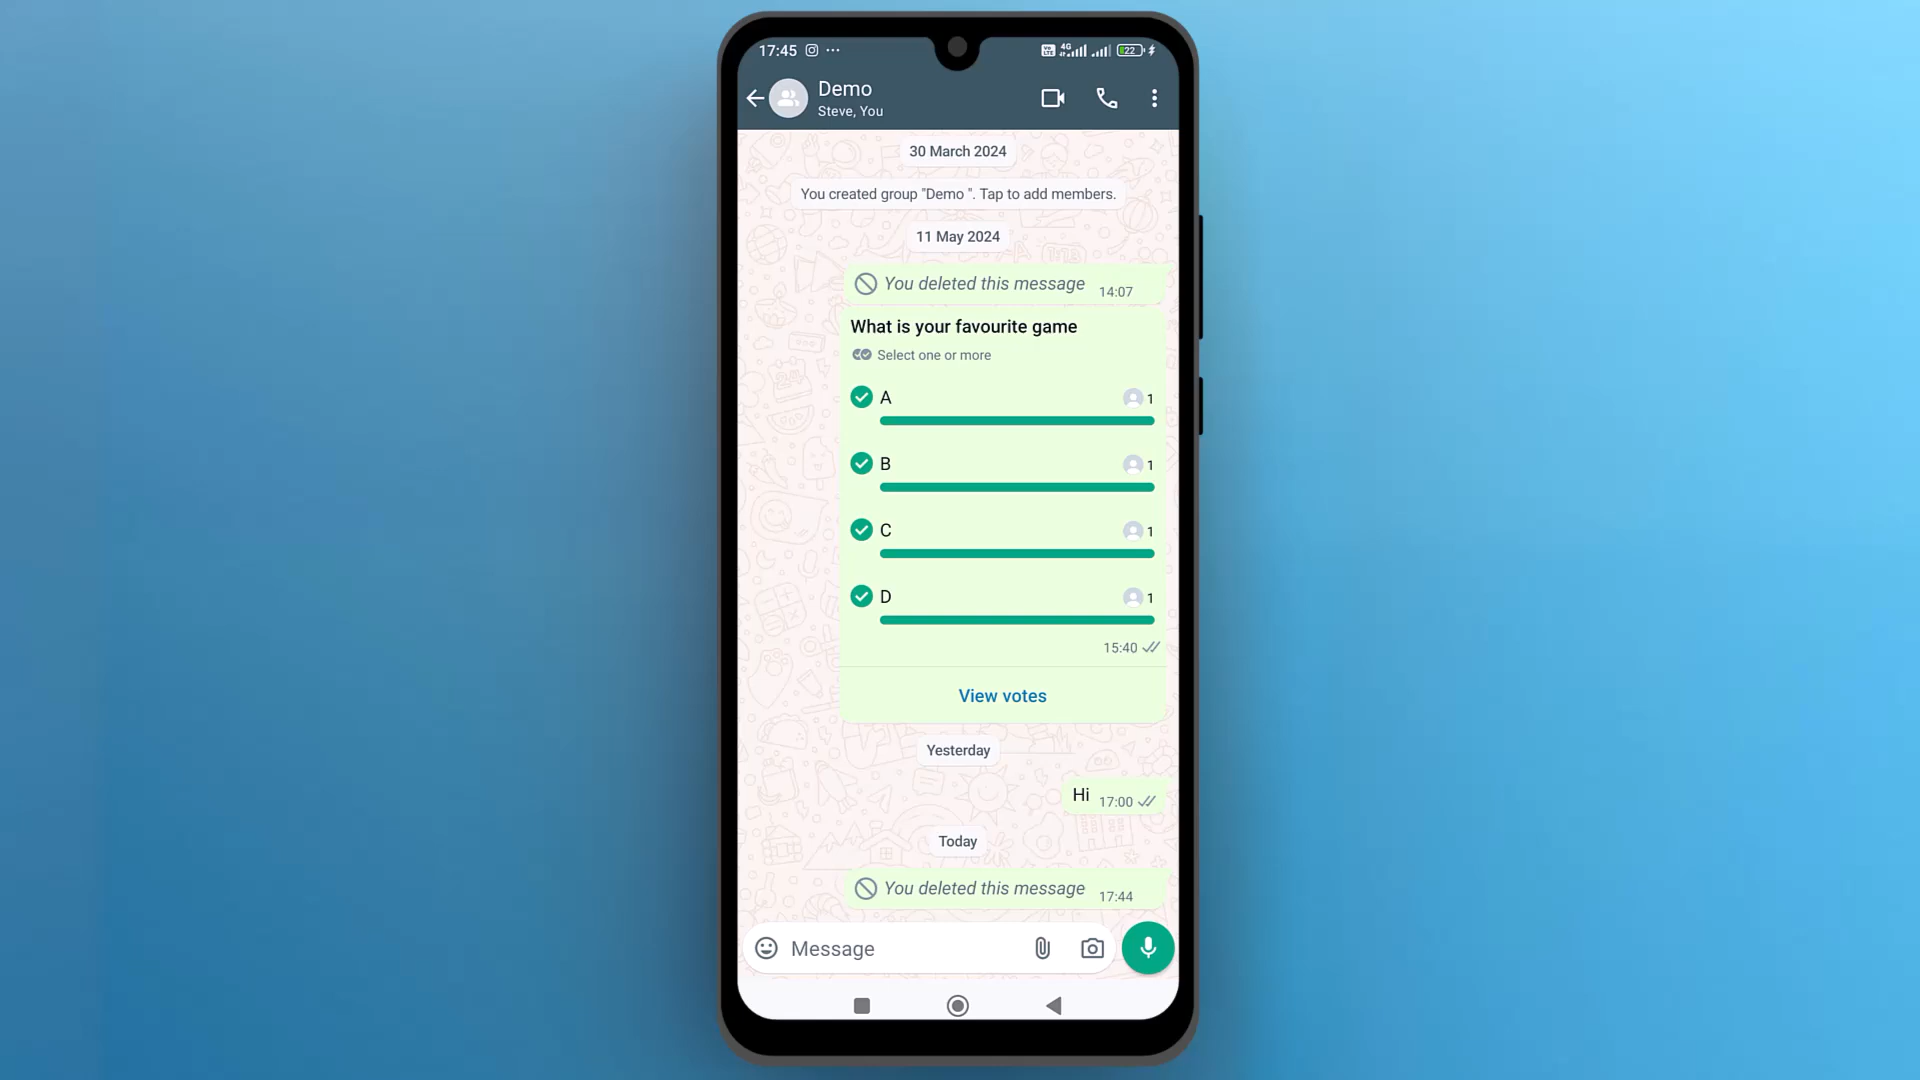 17:45
22
Demo
Steve, You
30 March 2024
You created group "Demo ". Tap to add members.
11 May 2024
You deleted this message 14:07
What is your favourite game
Select one or more
A 1
B 1
C 1
D 1
15:40
View votes
Yesterday
Hi 17:00
Today
You deleted this message 17:44
Message